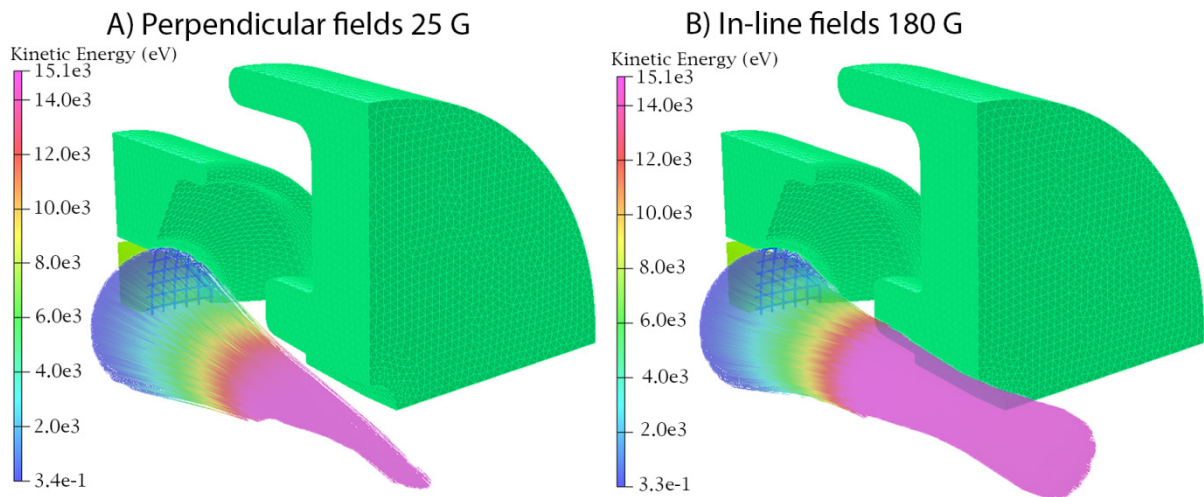 A) Perpendicular fields 25 G
Kinetic Energy (eV)
15.1e3
14.0e3
12.0e3
10.0e3
8.0e3
6.0e3
4.0e3
2.0e3
3.4e-1
B) In-line fields 180 G
Kinetic Energy (eV)
15.1e3
14.0e3
12.0e3
10.0e3
8.0e3
6.0e3
4.0e3
2.0e3
3.3e-1